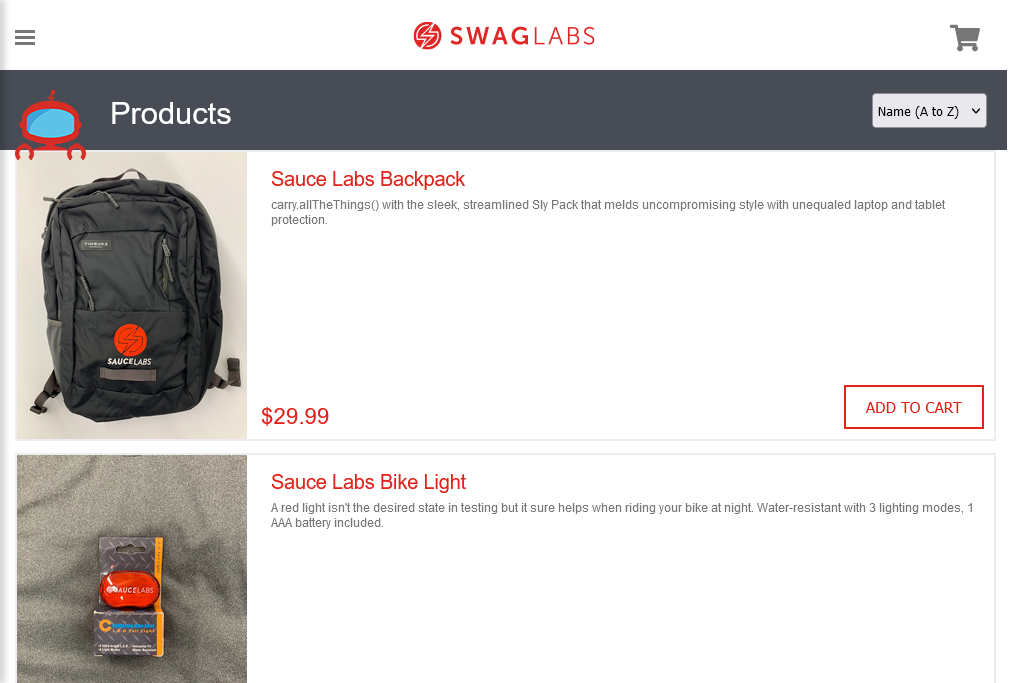 SWAGLABS
Products
Name (A to Z)
TIMBUK2
SAUCELABS
Sauce Labs Backpack
carry.allTheThings() with the sleek, streamlined Sly Pack that melds uncompromising style with unequaled laptop and tablet
protection.
$29.99
ADD TO CART
SAUCELABS
Sauce Labs Bike Light
A red light isn't the desired state in testing but it sure helps when riding your bike at night. Water-resistant with 3 lighting modes, 1
AAA battery included.